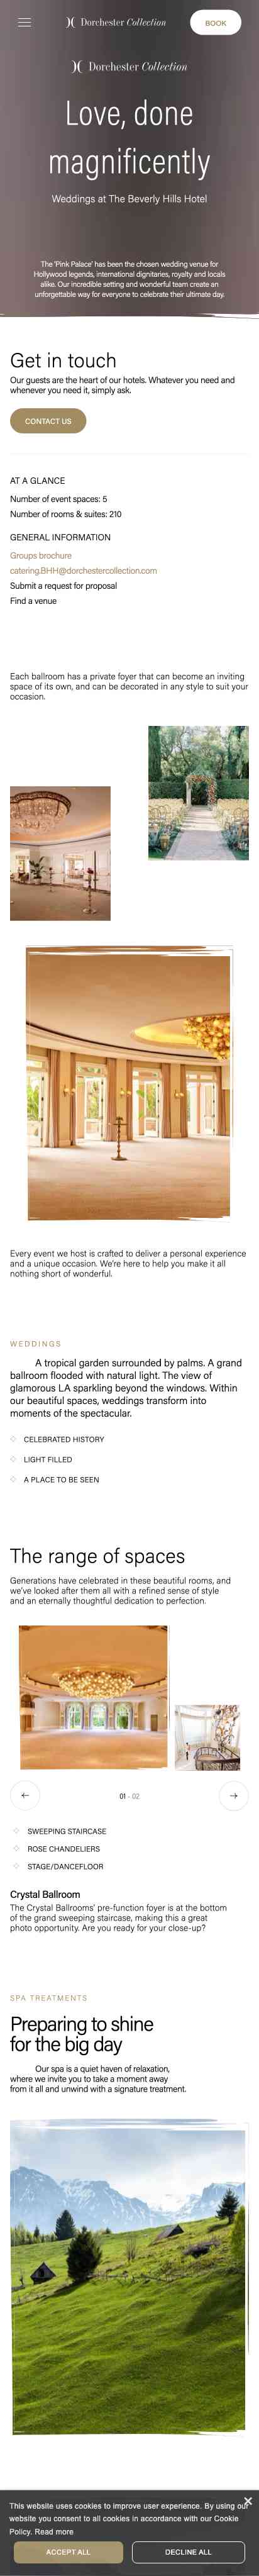 Dorchester Collection
BOOK
Dorchester Collection
Love, done
magnificently
Weddings at The Beverly Hills Hotel
The 'Pink Palace' has been the chosen wedding venue for
Hollywood legends, international dignitaries, royalty and locals
alike. Our incredible setting and wonderful team create an
unforgettable way for everyone to celebrate their ultimate day.
Get in touch
Our guests are the heart of our hotels. Whatever you need and
whenever you need it, simply ask.
CONTACT US
AT A GLANCE
Number of event spaces: 5
Number of rooms & suites: 210
GENERAL INFORMATION
Groups brochure
catering.BHH@dorchestercollection.com
Submit a request for proposal
Find a venue
Each ballroom has a private foyer that can become an inviting
space of its own, and can be decorated in any style to suit your
occasion.
Every event we host is crafted to deliver a personal experience
and a unique occasion. We're here to help you make it all
nothing short of wonderful.
WEDDINGS
A tropical garden surrounded by palms. A grand
ballroom flooded with natural light. The view of
glamorous LA sparkling beyond the windows. Within
our beautiful spaces, weddings transform into
moments of the spectacular.
CELEBRATED HISTORY
LIGHT FILLED
A PLACE TO BE SEEN
The range of spaces
Generations have celebrated in these beautiful rooms, and
we've looked after them all with a refined sense of style
and an eternally thoughtful dedication to perfection.
01 - 02
SWEEPING STAIRCASE
ROSE CHANDELIERS
STAGE/DANCEFLOOR
Crystal Ballroom
The Crystal Ballrooms' pre-function foyer is at the bottom
of the grand sweeping staircase, making this a great
photo opportunity. Are you ready for your close-up?
SPA TREATMENTS
Preparing to shine
for the big day
Our spa is a quiet haven of relaxation,
where we invite you to take a moment away
from it all and unwind with a signature treatment.
This website uses cookies to improve user experience. By using our
website you consent to all cookies in accordance with our Cookie
Policy. Read more
ACCEPT ALL
DECLINE ALL